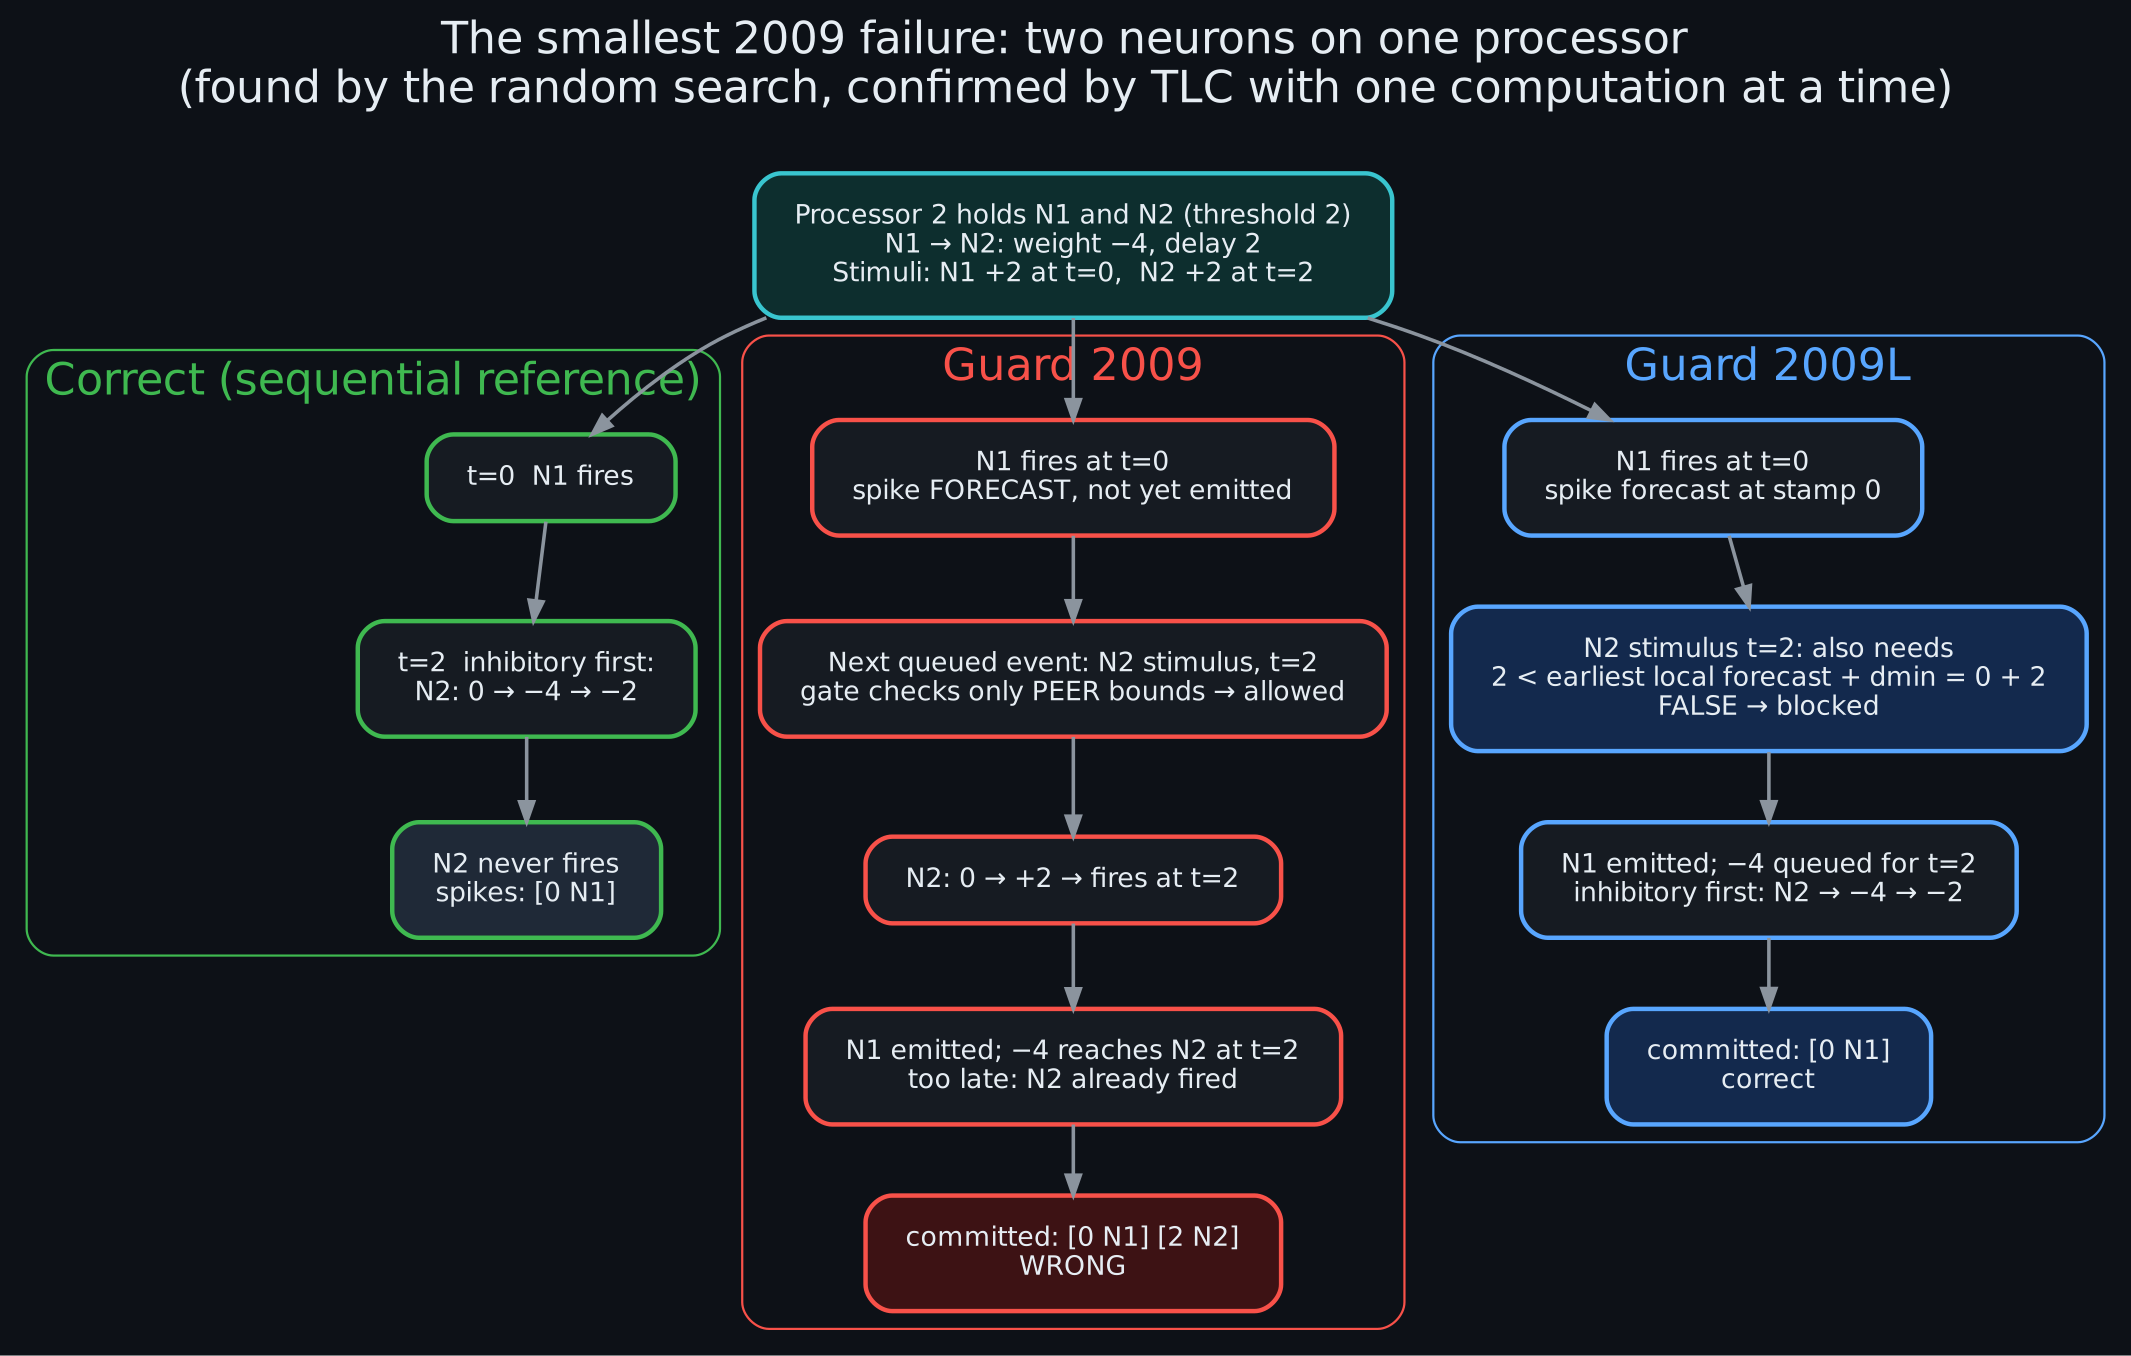 The smallest 2009 failure: two neurons on one processor
(found by the random search, confirmed by TLC with one computation at a time)
Processor 2 holds N1 and N2 (threshold 2)
N1 → N2: weight −4, delay 2
Stimuli: N1 +2 at t=0,  N2 +2 at t=2
Correct (sequential reference)
t=0  N1 fires
t=2  inhibitory first:
N2: 0 → −4 → −2
N2 never fires
spikes: [0 N1]
Guard 2009
N1 fires at t=0
spike FORECAST, not yet emitted
Next queued event: N2 stimulus, t=2
gate checks only PEER bounds → allowed
N2: 0 → +2 → fires at t=2
N1 emitted; −4 reaches N2 at t=2
too late: N2 already fired
committed: [0 N1] [2 N2]
WRONG
Guard 2009L
N1 fires at t=0
spike forecast at stamp 0
N2 stimulus t=2: also needs
2 < earliest local forecast + dmin = 0 + 2
FALSE → blocked
N1 emitted; −4 queued for t=2
inhibitory first: N2 → −4 → −2
committed: [0 N1]
correct